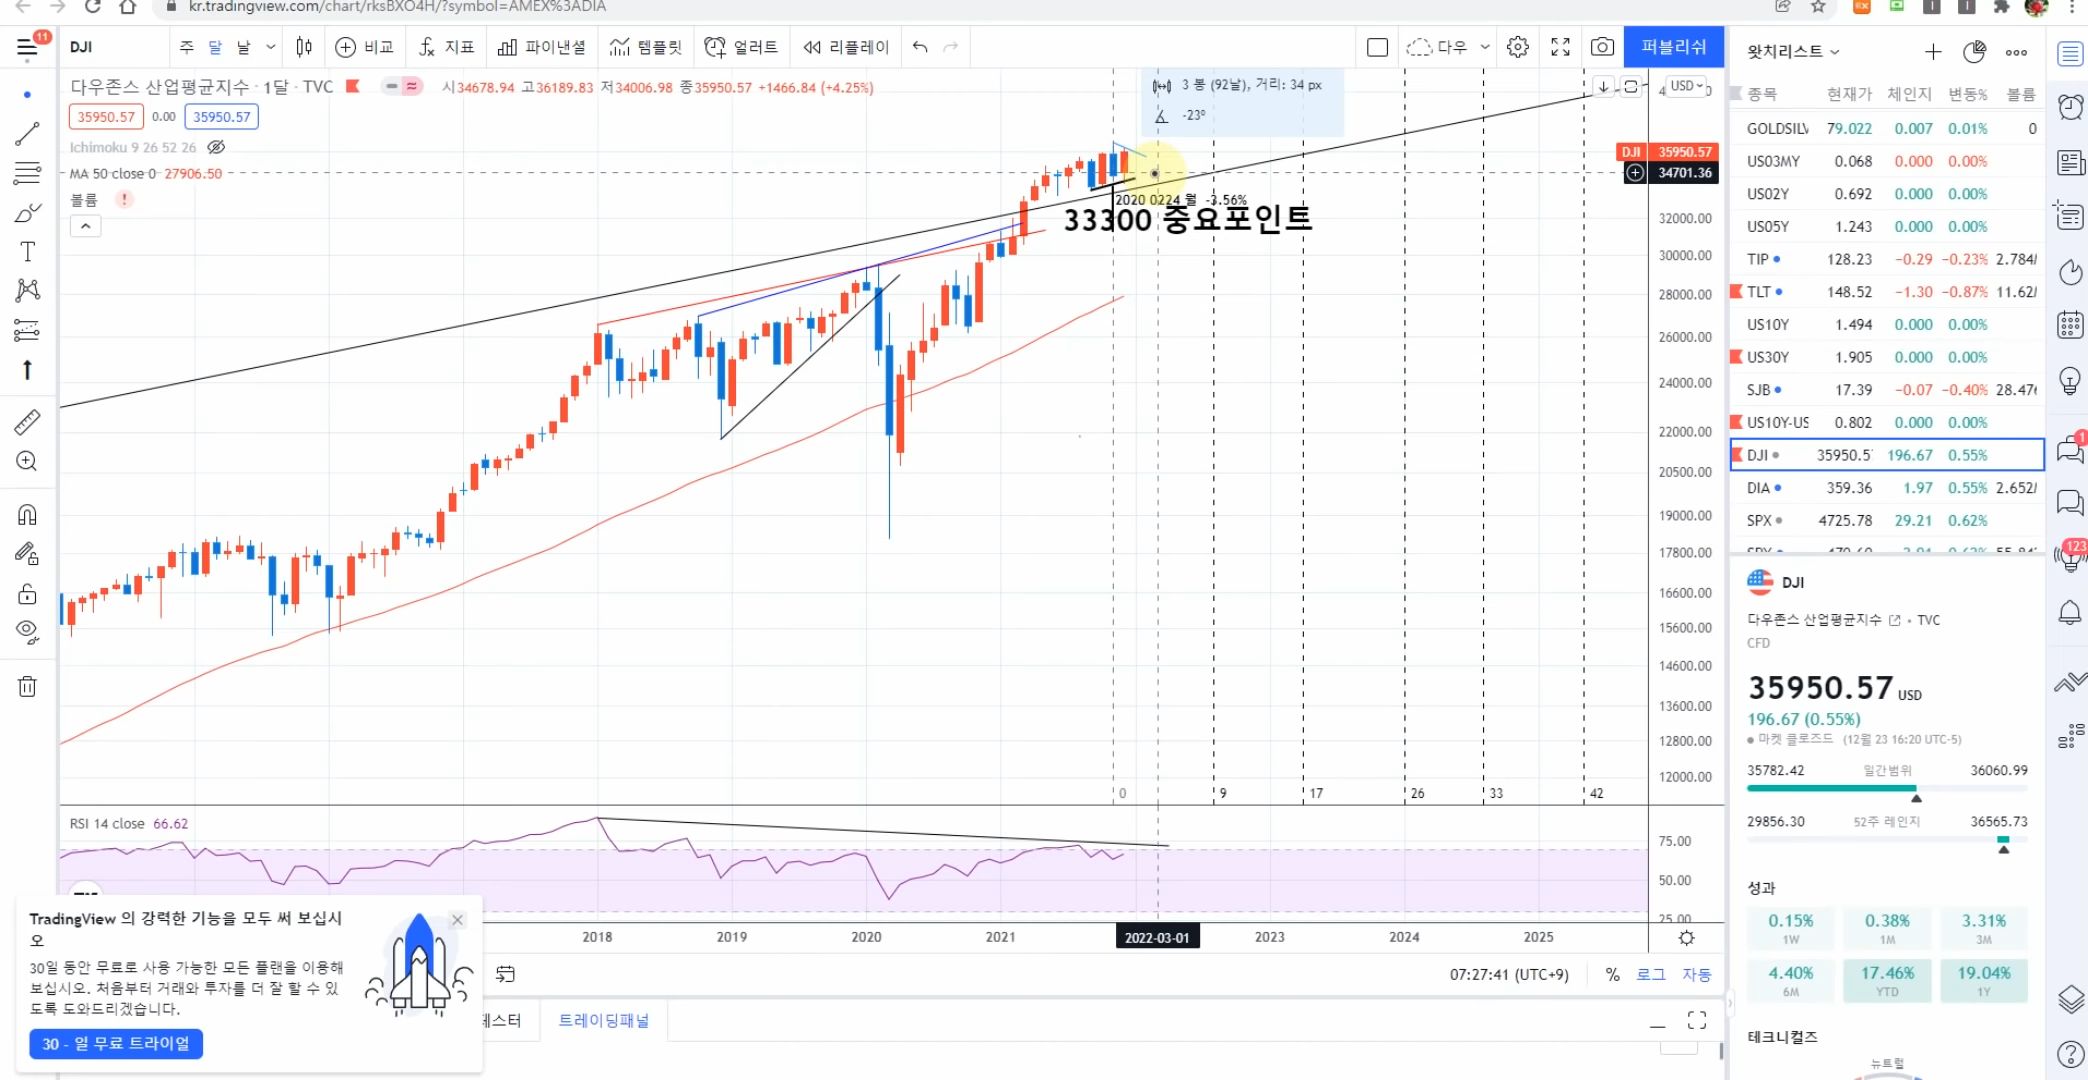 kr.tradingview.com/chart/rksBXO4H/?symbol=AMEX%3ADIA
11
DJI 주 달 날 비교 지표 파이낸셜 템플릿 얼러트 리플레이 다우 퍼블리쉬
다우존스 산업평균지수 · 1달 · TVC 시34678.94 고36189.83 저34006.98 종35950.57 +1466.84 (+4.25%)
35950.57 0.00 35950.57
Ichimoku 9 26 52 26
MA 50 close 0 27906.50
볼륨 !
3 봉 (92날), 거리: 34 px
-23º
USD
DJI 35950.57
34701.36
2020 0224 월 -3.56%
33300 중요포인트
32000.00
30000.00
28000.00
26000.00
24000.00
22000.00
20500.00
19000.00
17800.00
16600.00
15600.00
14600.00
13600.00
12800.00
12000.00
0 9 17 26 33 42
RSI 14 close 66.62
75.00
50.00
25.00
2018 2019 2020 2021 2022-03-01 2023 2024 2025
07:27:41 (UTC+9) % 로그 자동
트레이딩패널
TradingView 의 강력한 기능을 모두 써 보십시
오
30일 동안 무료로 사용 가능한 모든 플랜을 이용해
보십시오. 처음부터 거래와 투자를 더 잘 할 수 있
도록 도와드리겠습니다.
30 - 일 무료 트라이얼
왓치리스트
종목 현재가 체인지 변동% 볼륨
GOLDSILV 79.022 0.007 0.01% 0
US03MY 0.068 0.000 0.00%
US02Y 0.692 0.000 0.00%
US05Y 1.243 0.000 0.00%
TIP 128.23 −0.29 −0.23% 2.784
TLT 148.52 −1.30 −0.87% 11.62
US10Y 1.494 0.000 0.00%
US30Y 1.905 0.000 0.00%
SJB 17.39 −0.07 −0.40% 28.47
US10Y-US 0.802 0.000 0.00%
DJI 35950.5 196.67 0.55%
DIA 359.36 1.97 0.55% 2.652
SPX 4725.78 29.21 0.62%
DJI
다우존스 산업평균지수 • TVC
CFD
35950.57 USD
196.67 (0.55%)
마켓 클로즈드 (12월 23 16:20 UTC-5)
35782.42 일간범위 36060.99
29856.30 52주 레인지 36565.73
성과
0.15% 0.38% 3.31%
1W 1M 3M
4.40% 17.46% 19.04%
6M YTD 1Y
테크니컬즈
뉴트럴
1
123